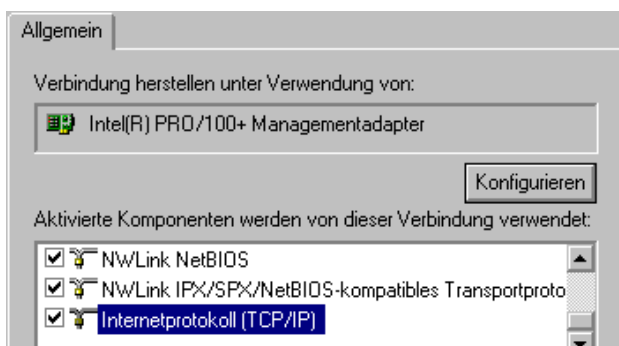 Allgemein
Verbindung herstellen unter Verwendung von:
Intel(R) PRO/100+ Managementadapter
Konfigurieren
Aktivierte Komponenten werden von dieser Verbindung verwendet:
NWLink NetBIOS
NWLink IPX/SPX/NetBIOS-kompatibles Transportproto
Internetprotokoll (TCP/IP)